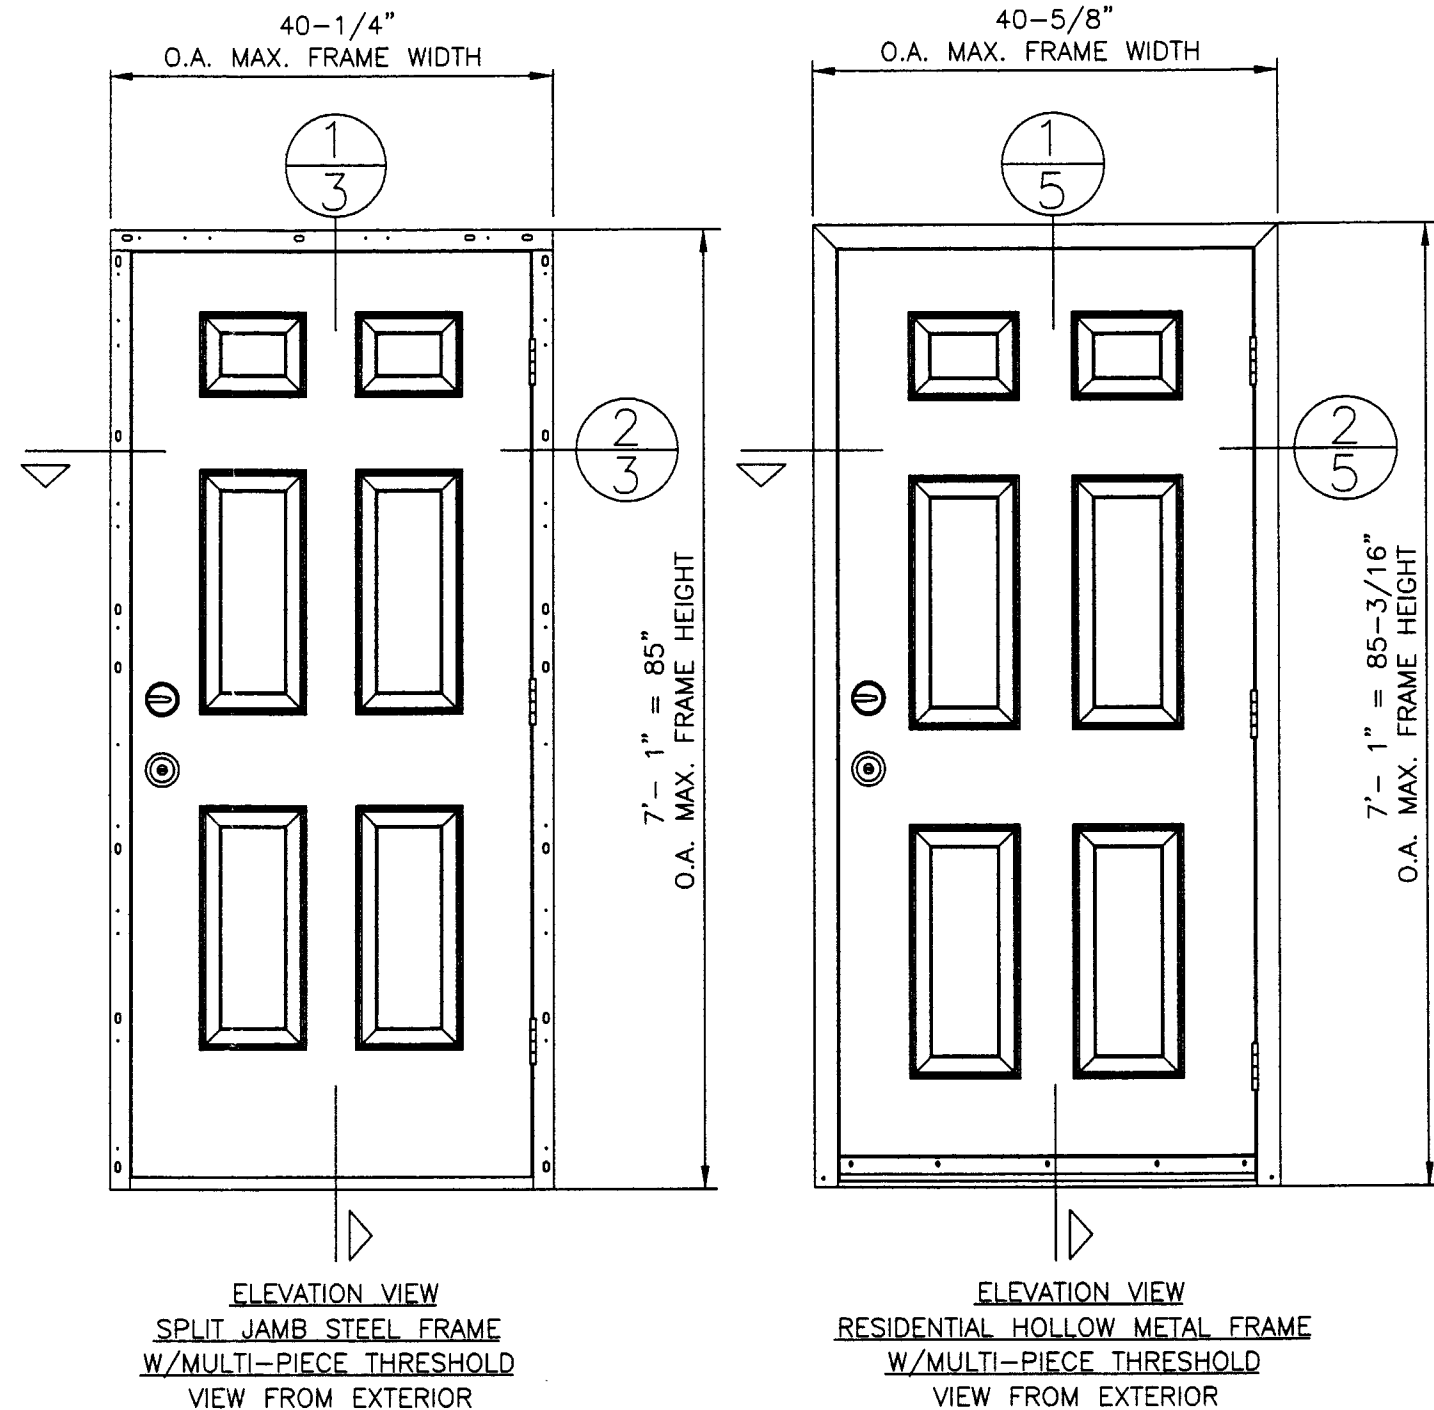 40-1/4"
O.A. MAX. FRAME WIDTH
1
3
2
3
7'- 1" = 85"
O.A. MAX. FRAME HEIGHT
ELEVATION VIEW
SPLIT JAMB STEEL FRAME
W/MULTI-PIECE THRESHOLD
VIEW FROM EXTERIOR
40-5/8"
O.A. MAX. FRAME WIDTH
1
5
2
5
7'- 1" = 85-3/16"
O.A. MAX. FRAME HEIGHT
ELEVATION VIEW
RESIDENTIAL HOLLOW METAL FRAME
W/MULTI-PIECE THRESHOLD
VIEW FROM EXTERIOR